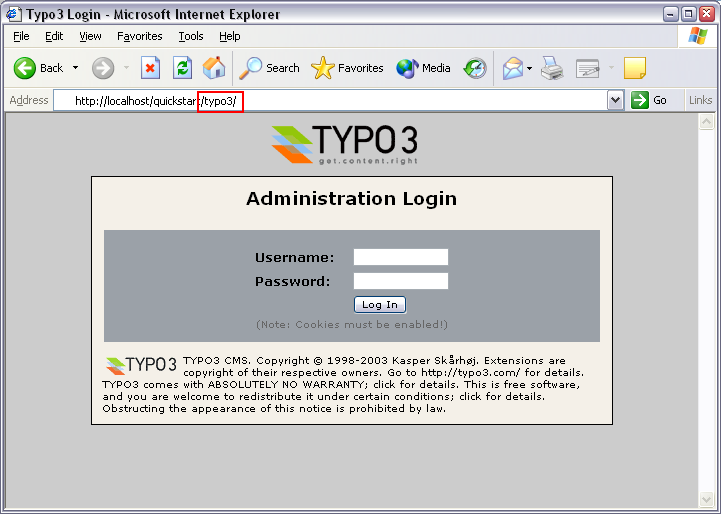 Typo3 Login - Microsoft Internet Explorer
File Edit View Favorites Tools Help
Back Search Favorites Media
Address http://localhost/quickstart/typo3/ Go Links
TYPO3
get.content.right
Administration Login
Username:
Password:
Log In
(Note: Cookies must be enabled!)
TYPO3 TYPO3 CMS. Copyright © 1998-2003 Kasper Skårhøj. Extensions are
copyright of their respective owners. Go to http://typo3.com/ for details.
TYPO3 comes with ABSOLUTELY NO WARRANTY; click for details. This is free software,
and you are welcome to redistribute it under certain conditions; click for details.
Obstructing the appearance of this notice is prohibited by law.